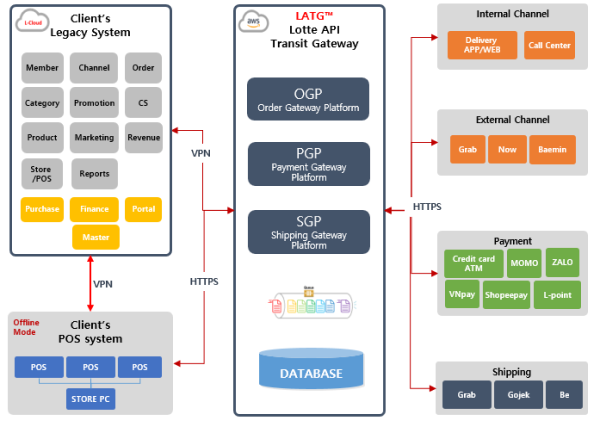 L-Cloud
Client's
Legacy System
Member
Channel
Order
Category
Promotion
CS
Product
Marketing
Revenue
Store
/POS
Reports
Purchase
Finance
Portal
Master
VPN
VPN
HTTPS
Offline
Mode
Client's
POS system
POS
POS
POS
STORE PC
aws
LATG™
Lotte API
Transit Gateway
OGP
Order Gateway Platform
PGP
Payment Gateway
Platform
SGP
Shipping Gateway
Platform
DATABASE
HTTPS
Internal Channel
Delivery
APP/WEB
Call Center
External Channel
Grab
Now
Baemin
Payment
Credit card
ATM
MOMO
ZALO
VNpay
Shopeepay
L-point
Shipping
Grab
Gojek
Be